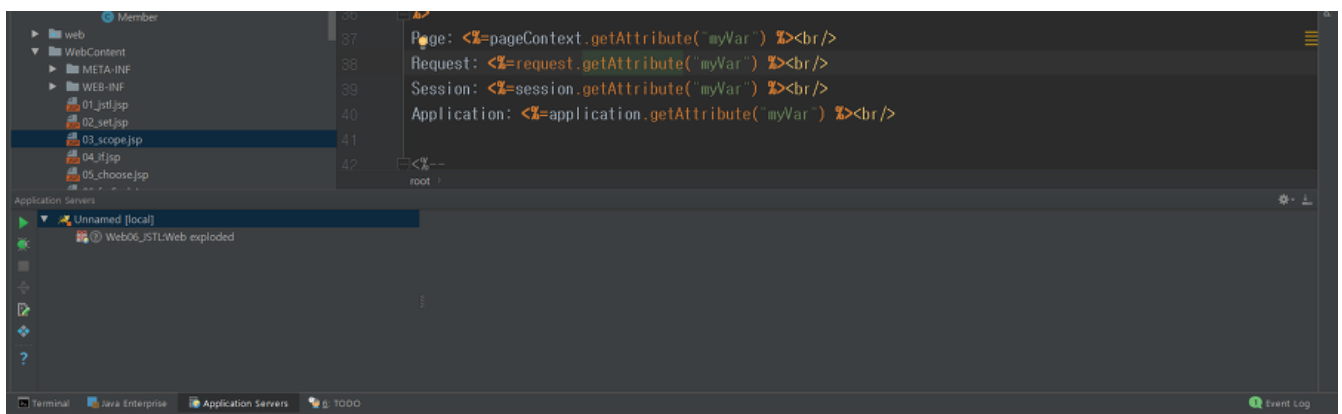 Member
web
WebContent
META-INF
WEB-INF
01_jstl.jsp
02_set.jsp
03_scope.jsp
04_if.jsp
05_choose.jsp
36 %>
37 Page: <%=pageContext.getAttribute("myVar") %><br/>
38 Request: <%=request.getAttribute("myVar") %><br/>
39 Session: <%=session.getAttribute("myVar") %><br/>
40 Application: <%=application.getAttribute("myVar") %><br/>
41
42 <%--
root
Application Servers
Unnamed [local]
Web06_JSTL:Web exploded
Terminal Java Enterprise Application Servers 6: TODO 1 Event Log